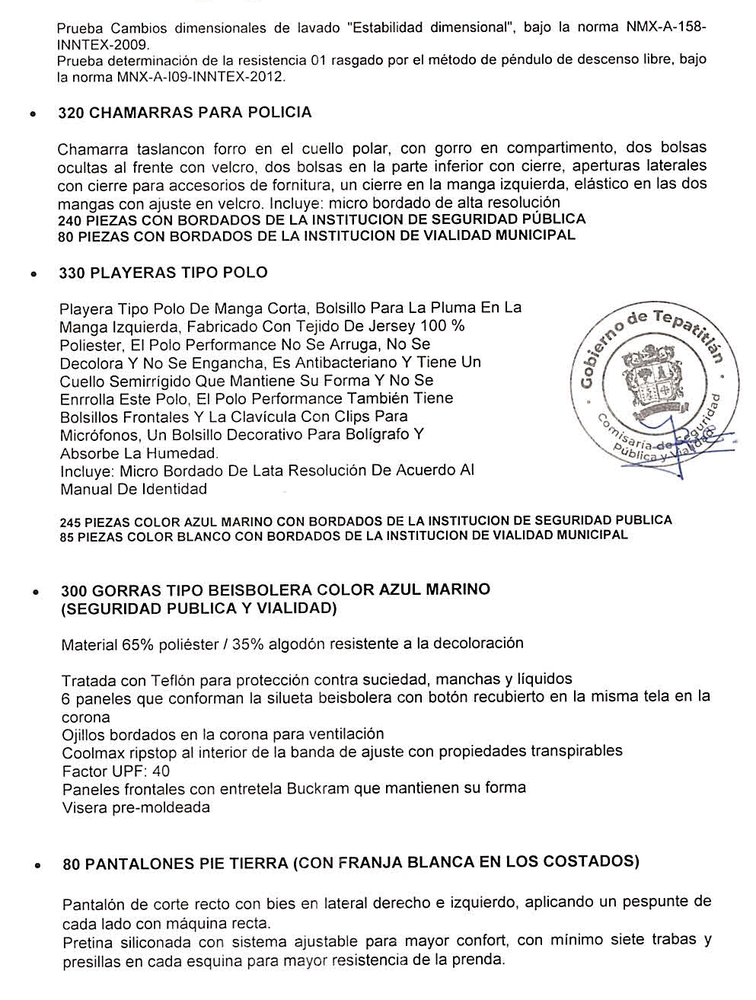 Prueba Cambios dimensionales de lavado "Estabilidad dimensional", bajo la norma NMX-A-158-
INNTEX-2009.
Prueba determinación de la resistencia 01 rasgado por el método de péndulo de descenso libre, bajo
la norma MNX-A-I09-INNTEX-2012.
• 320 CHAMARRAS PARA POLICIA
Chamarra taslancon forro en el cuello polar, con gorro en compartimento, dos bolsas
ocultas al frente con velcro, dos bolsas en la parte inferior con cierre, aperturas laterales
con cierre para accesorios de fornitura, un cierre en la manga izquierda, elástico en las dos
mangas con ajuste en velcro. Incluye: micro bordado de alta resolución
240 PIEZAS CON BORDADOS DE LA INSTITUCION DE SEGURIDAD PÚBLICA
80 PIEZAS CON BORDADOS DE LA INSTITUCION DE VIALIDAD MUNICIPAL
• 330 PLAYERAS TIPO POLO
Playera Tipo Polo De Manga Corta, Bolsillo Para La Pluma En La
Manga Izquierda, Fabricado Con Tejido De Jersey 100 %
Poliester, El Polo Performance No Se Arruga, No Se
Decolora Y No Se Engancha, Es Antibacteriano Y Tiene Un
Cuello Semirrígido Que Mantiene Su Forma Y No Se
Enrrolla Este Polo, El Polo Performance También Tiene
Bolsillos Frontales Y La Clavícula Con Clips Para
Micrófonos, Un Bolsillo Decorativo Para Bolígrafo Y
Absorbe La Humedad.
Incluye: Micro Bordado De Lata Resolución De Acuerdo Al
Manual De Identidad
Gobierno de Tepatitlán
Comisaría de Seguridad
Pública y Vialidad
245 PIEZAS COLOR AZUL MARINO CON BORDADOS DE LA INSTITUCION DE SEGURIDAD PUBLICA
85 PIEZAS COLOR BLANCO CON BORDADOS DE LA INSTITUCION DE VIALIDAD MUNICIPAL
• 300 GORRAS TIPO BEISBOLERA COLOR AZUL MARINO
(SEGURIDAD PUBLICA Y VIALIDAD)
Material 65% poliéster / 35% algodón resistente a la decoloración
Tratada con Teflón para protección contra suciedad, manchas y líquidos
6 paneles que conforman la silueta beisbolera con botón recubierto en la misma tela en la
corona
Ojillos bordados en la corona para ventilación
Coolmax ripstop al interior de la banda de ajuste con propiedades transpirables
Factor UPF: 40
Paneles frontales con entretela Buckram que mantienen su forma
Visera pre-moldeada
• 80 PANTALONES PIE TIERRA (CON FRANJA BLANCA EN LOS COSTADOS)
Pantalón de corte recto con bies en lateral derecho e izquierdo, aplicando un pespunte de
cada lado con máquina recta.
Pretina siliconada con sistema ajustable para mayor confort, con mínimo siete trabas y
presillas en cada esquina para mayor resistencia de la prenda.